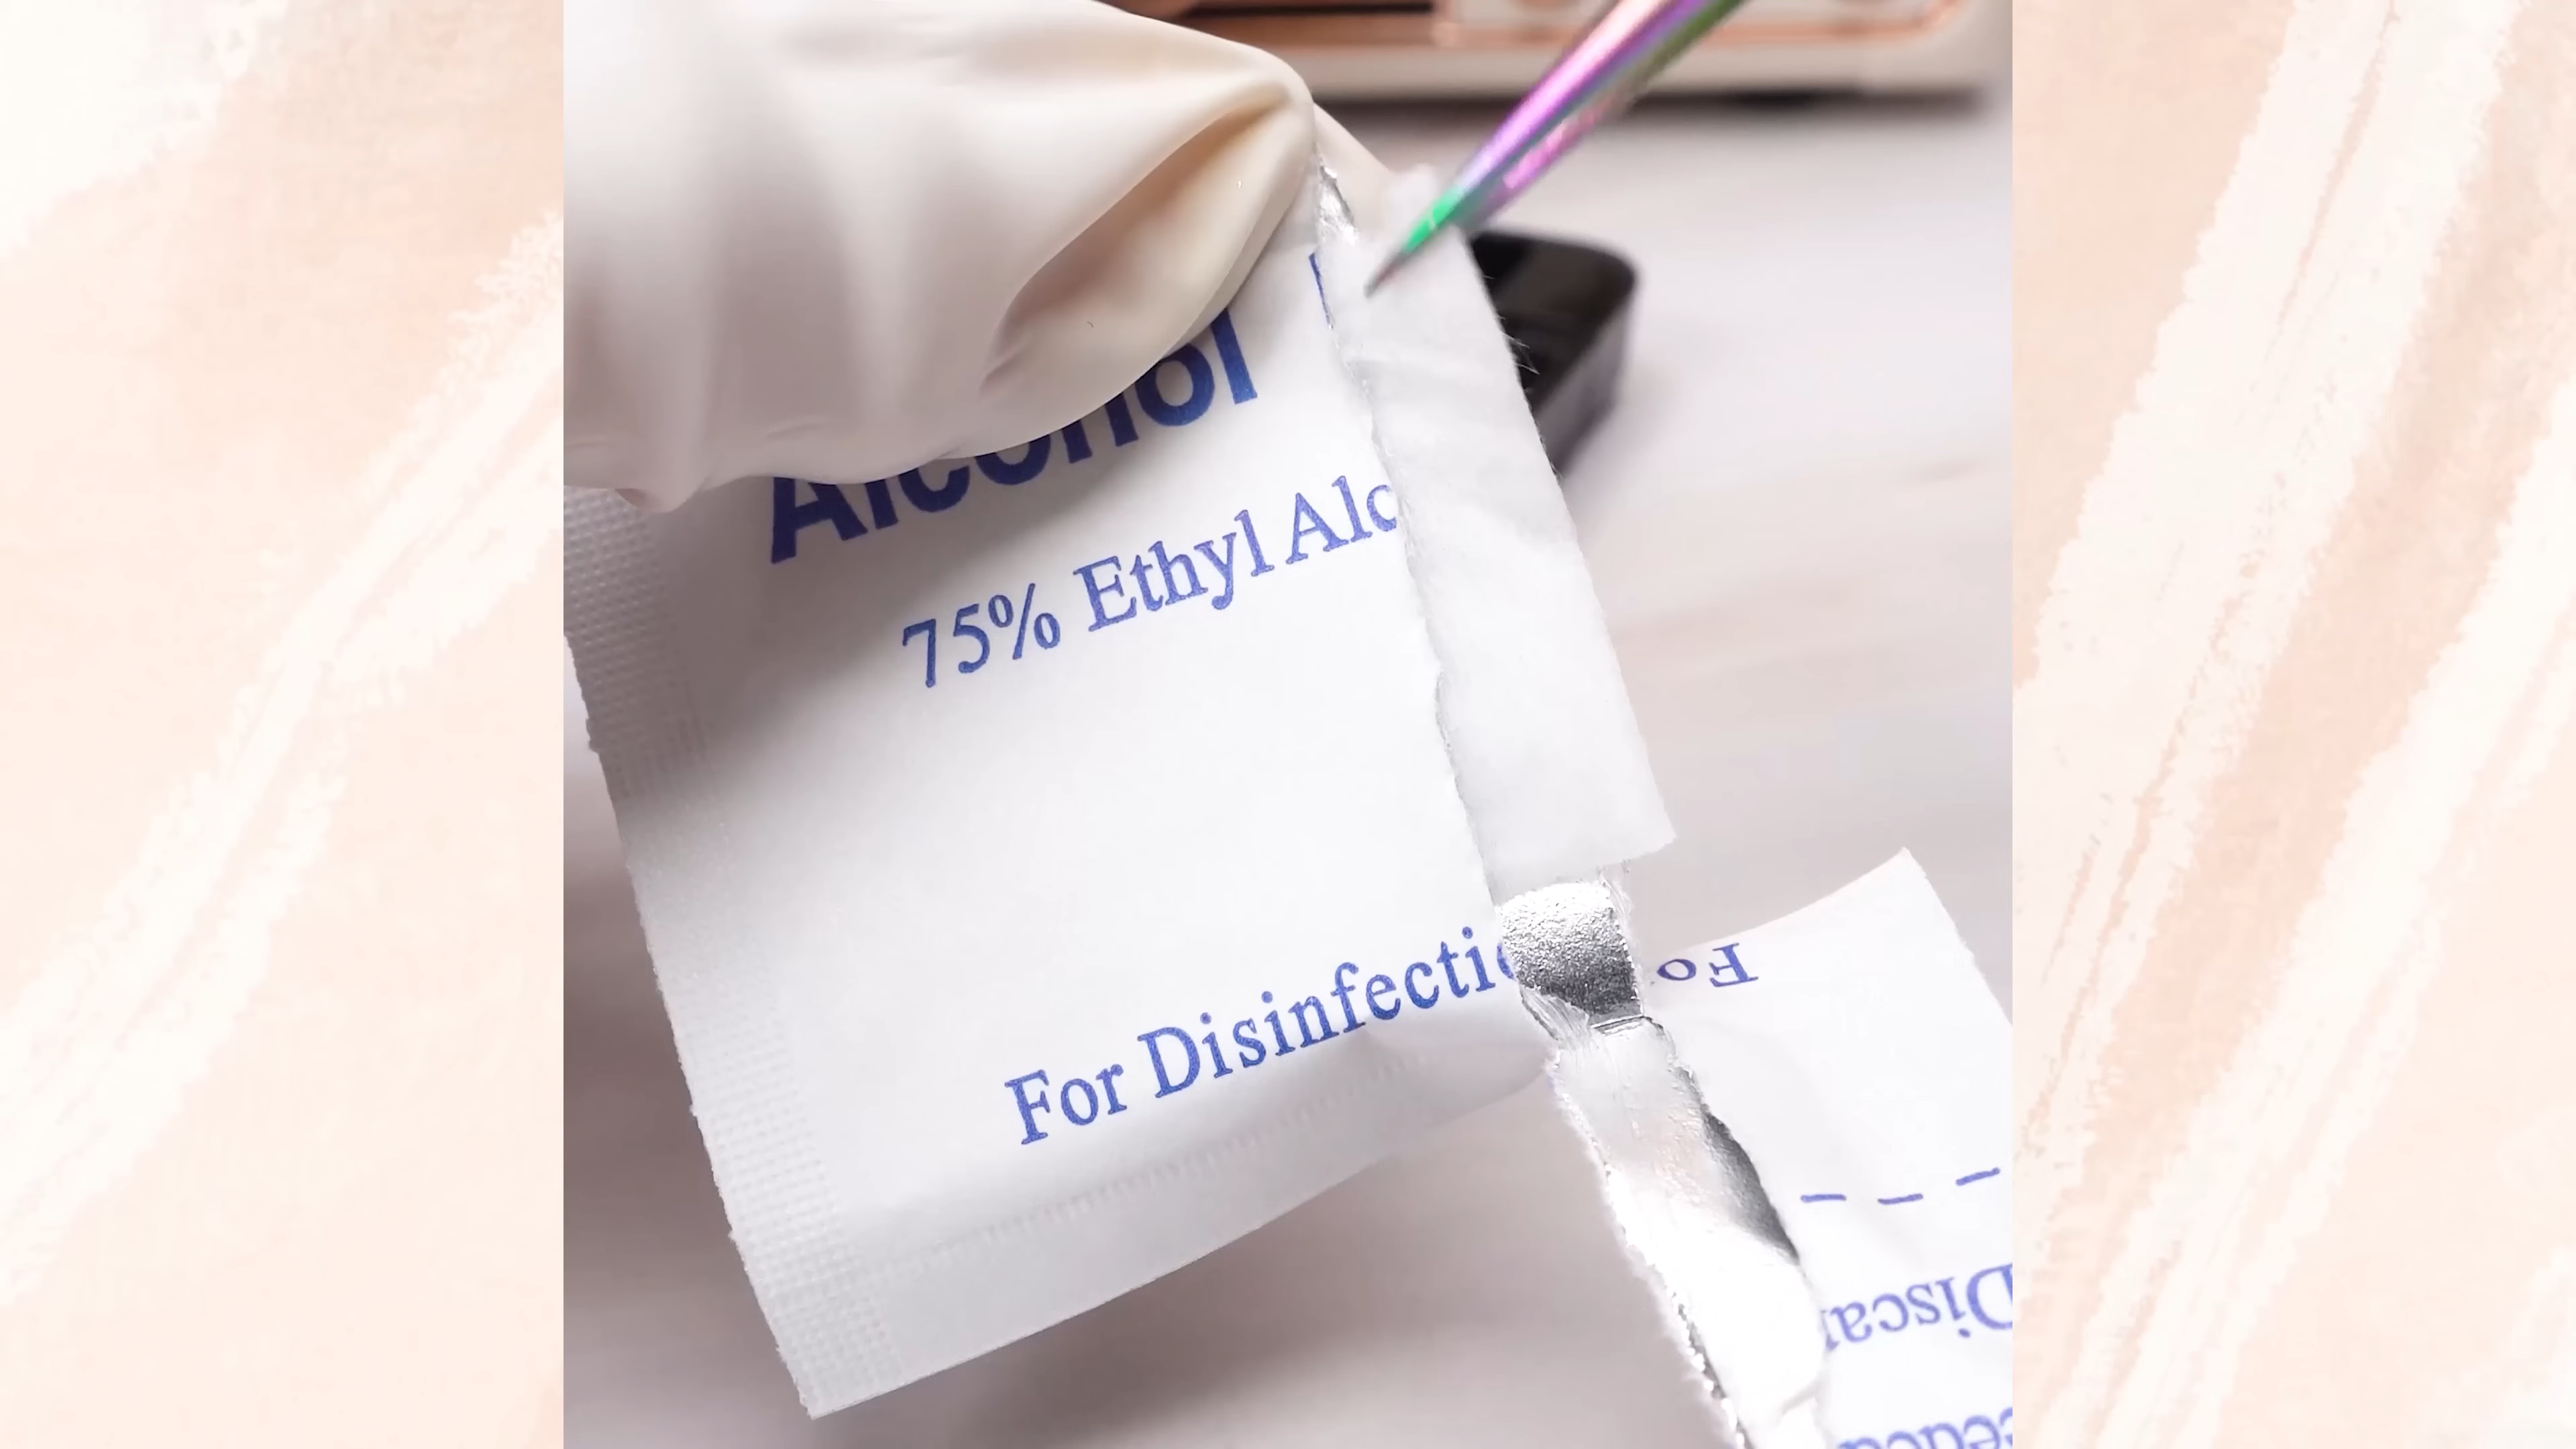 Alcohol
75% Ethyl Alc
For Disinfectio
Fo
Discar